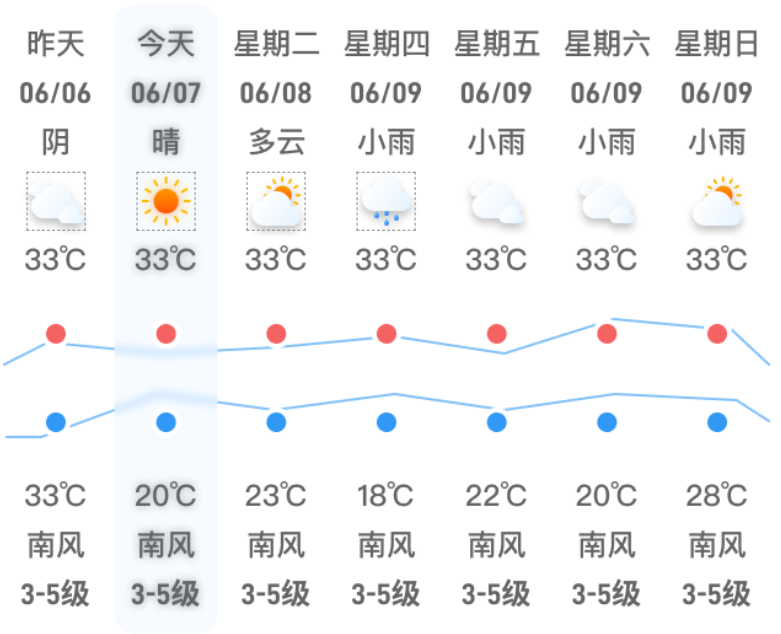 昨天 今天 星期二 星期四 星期五 星期六 星期日
06/06 06/07 06/08 06/09 06/09 06/09 06/09
阴 晴 多云 小雨 小雨 小雨 小雨
33℃ 33℃ 33℃ 33℃ 33℃ 33℃ 33℃
33℃ 20℃ 23℃ 18℃ 22℃ 20℃ 28℃
南风 南风 南风 南风 南风 南风 南风
3-5级 3-5级 3-5级 3-5级 3-5级 3-5级 3-5级